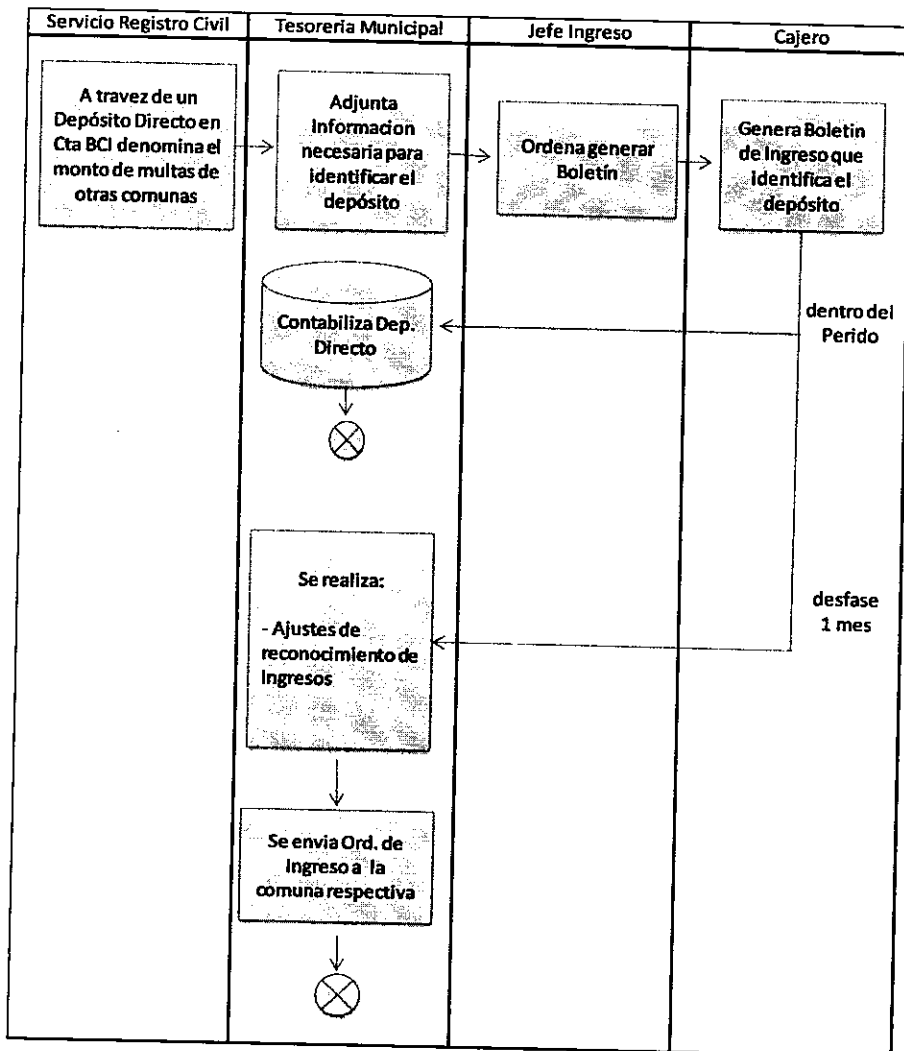 Servicio Registro Civil
Tesoreria Municipal
Jefe Ingreso
Cajero
A travez de un
Depósito Directo en
Cta BCI denomina el
monto de multas de
otras comunas
Adjunta
Informacion
necesaria para
identificar el
depósito
Ordena generar
Boletín
Genera Boletin
de Ingreso que
identifica el
depósito
Contabiliza Dep.
Directo
dentro del
Perido
Se realiza:
- Ajustes de
reconocimiento de
Ingresos
desfase
1 mes
Se envia Ord. de
Ingreso a la
comuna respectiva